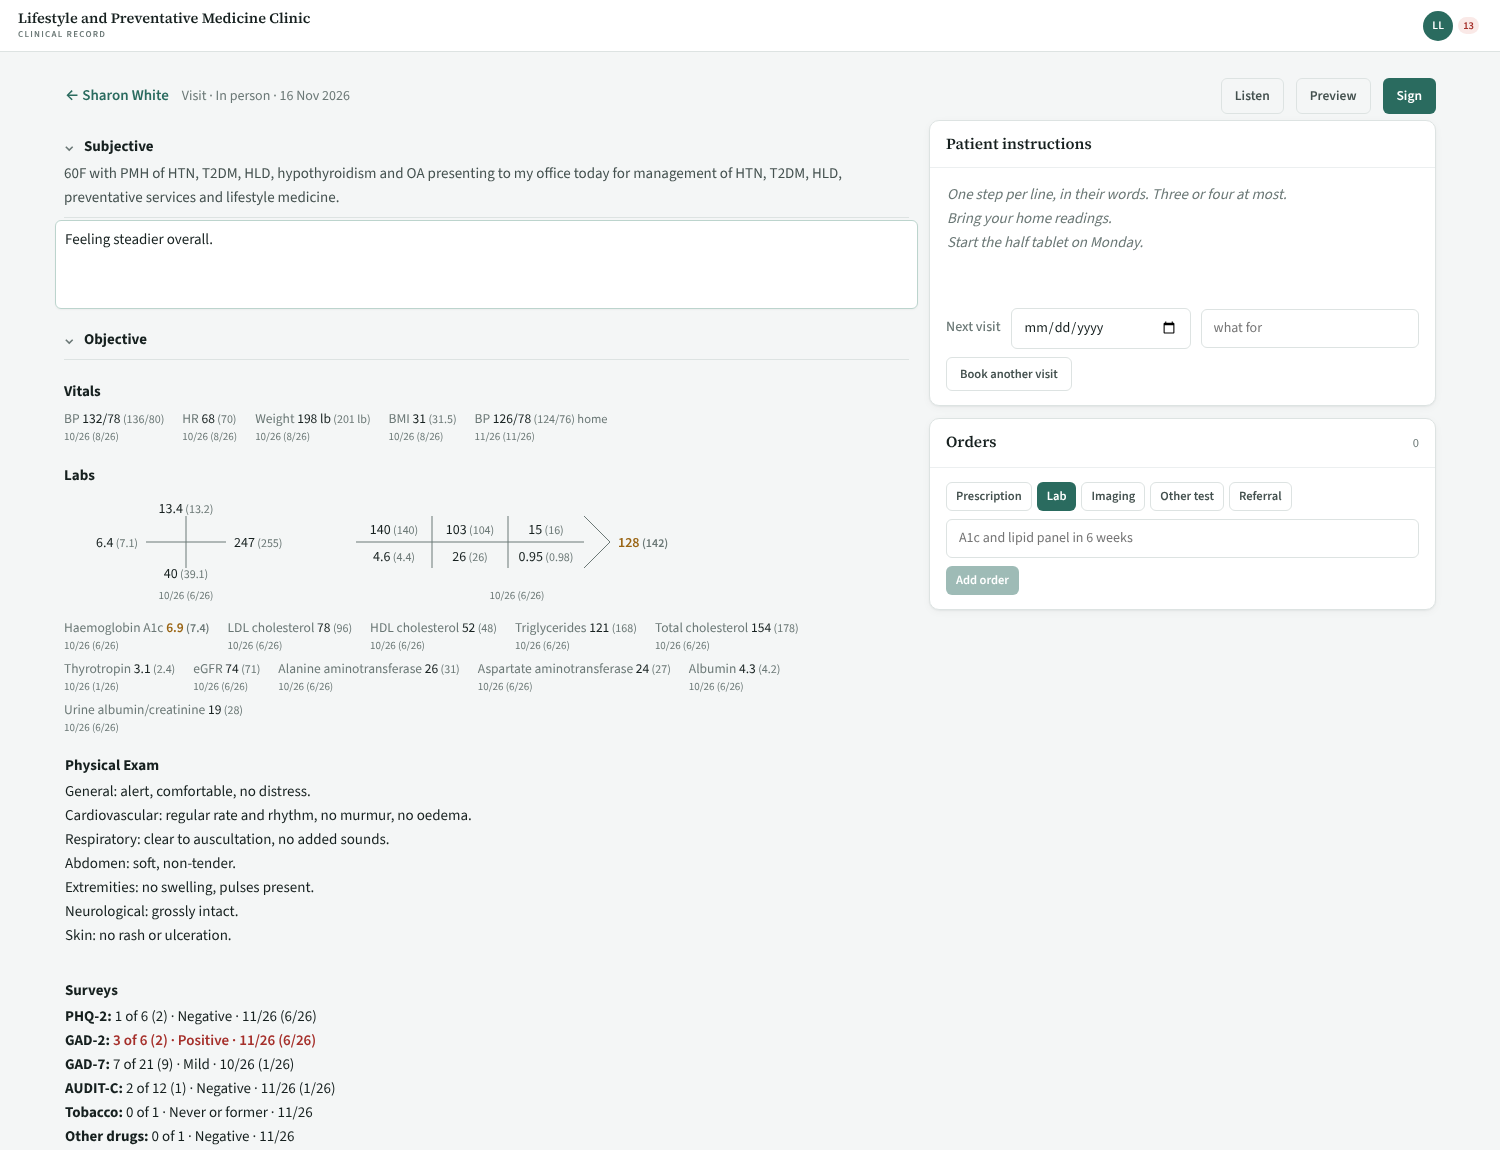 Lifestyle and Preventative Medicine Clinic
CLINICAL RECORD
LL
13
← Sharon White Visit · In person · 16 Nov 2026
Listen
Preview
Sign
Subjective
60F with PMH of HTN, T2DM, HLD, hypothyroidism and OA presenting to my office today for management of HTN, T2DM, HLD,
preventative services and lifestyle medicine.
Feeling steadier overall.
Objective
Vitals
BP 132/78 (136/80) HR 68 (70) Weight 198 lb (201 lb) BMI 31 (31.5) BP 126/78 (124/76) home
10/26 (8/26) 10/26 (8/26) 10/26 (8/26) 10/26 (8/26) 11/26 (11/26)
Labs
13.4 (13.2)
6.4 (7.1) 247 (255)
40 (39.1)
10/26 (6/26)
140 (140) 103 (104) 15 (16)
128 (142)
4.6 (4.4) 26 (26) 0.95 (0.98)
10/26 (6/26)
Haemoglobin A1c 6.9 (7.4) LDL cholesterol 78 (96) HDL cholesterol 52 (48) Triglycerides 121 (168) Total cholesterol 154 (178)
10/26 (6/26) 10/26 (6/26) 10/26 (6/26) 10/26 (6/26) 10/26 (6/26)
Thyrotropin 3.1 (2.4) eGFR 74 (71) Alanine aminotransferase 26 (31) Aspartate aminotransferase 24 (27) Albumin 4.3 (4.2)
10/26 (1/26) 10/26 (6/26) 10/26 (6/26) 10/26 (6/26) 10/26 (6/26)
Urine albumin/creatinine 19 (28)
10/26 (6/26)
Physical Exam
General: alert, comfortable, no distress.
Cardiovascular: regular rate and rhythm, no murmur, no oedema.
Respiratory: clear to auscultation, no added sounds.
Abdomen: soft, non-tender.
Extremities: no swelling, pulses present.
Neurological: grossly intact.
Skin: no rash or ulceration.
Surveys
PHQ-2: 1 of 6 (2) · Negative · 11/26 (6/26)
GAD-2: 3 of 6 (2) · Positive · 11/26 (6/26)
GAD-7: 7 of 21 (9) · Mild · 10/26 (1/26)
AUDIT-C: 2 of 12 (1) · Negative · 11/26 (1/26)
Tobacco: 0 of 1 · Never or former · 11/26
Other drugs: 0 of 1 · Negative · 11/26
Patient instructions
One step per line, in their words. Three or four at most.
Bring your home readings.
Start the half tablet on Monday.
Next visit mm/dd/yyyy what for
Book another visit
Orders 0
Prescription Lab Imaging Other test Referral
A1c and lipid panel in 6 weeks
Add order